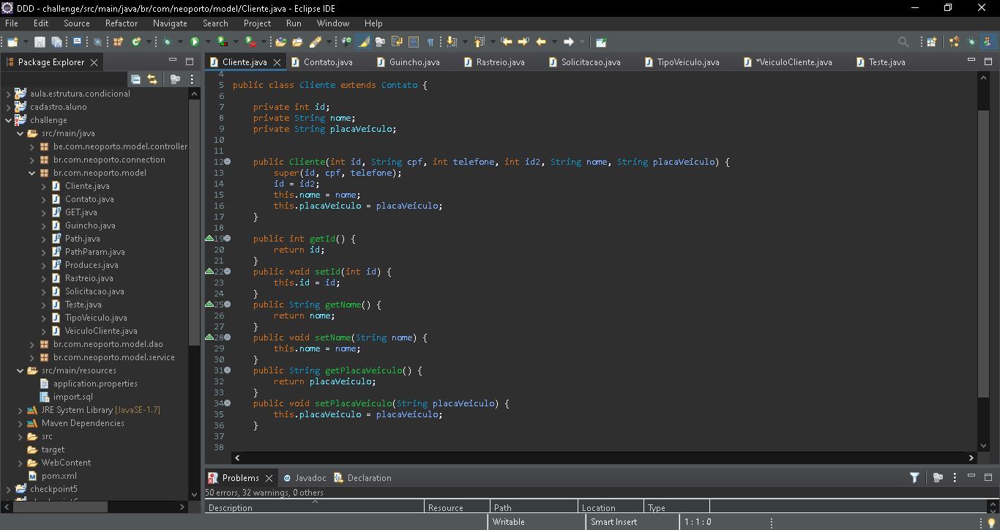 DDD - challenge/src/main/java/br/com/neoporto/model/Cliente.java - Eclipse IDE
File Edit Source Refactor Navigate Search Project Run Window Help
Package Explorer
aula.estrutura.condicional
cadastro.aluno
challenge
src/main/java
be.com.neoporto.model.controller
br.com.neoporto.connection
br.com.neoporto.model
Cliente.java
Contato.java
GET.java
Guincho.java
Path.java
PathParam.java
Produces.java
Rastreio.java
Solicitacao.java
Teste.java
TipoVeiculo.java
VeiculoCliente.java
br.com.neoporto.model.dao
br.com.neoporto.model.service
src/main/resources
application.properties
import.sql
JRE System Library [JavaSE-1.7]
Maven Dependencies
src
target
WebContent
pom.xml
checkpoint5
Cliente.java Contato.java Guincho.java Rastreio.java Solicitacao.java TipoVeiculo.java *VeiculoCliente.java Teste.java
4
5 public class Cliente extends Contato {
6
7 private int id;
8 private String nome;
9 private String placaVeiculo;
10
11
12 public Cliente(int id, String cpf, int telefone, int id2, String nome, String placaVeiculo) {
13 super(id, cpf, telefone);
14 id = id2;
15 this.nome = nome;
16 this.placaVeiculo = placaVeiculo;
17 }
18
19 public int getId() {
20 return id;
21 }
22 public void setId(int id) {
23 this.id = id;
24 }
25 public String getNome() {
26 return nome;
27 }
28 public void setNome(String nome) {
29 this.nome = nome;
30 }
31 public String getPlacaVeiculo() {
32 return placaVeiculo;
33 }
34 public void setPlacaVeiculo(String placaVeiculo) {
35 this.placaVeiculo = placaVeiculo;
36 }
37
38
Problems Javadoc Declaration
50 errors, 32 warnings, 0 others
Description Resource Path Location Type
Writable Smart Insert 1 : 1 : 0